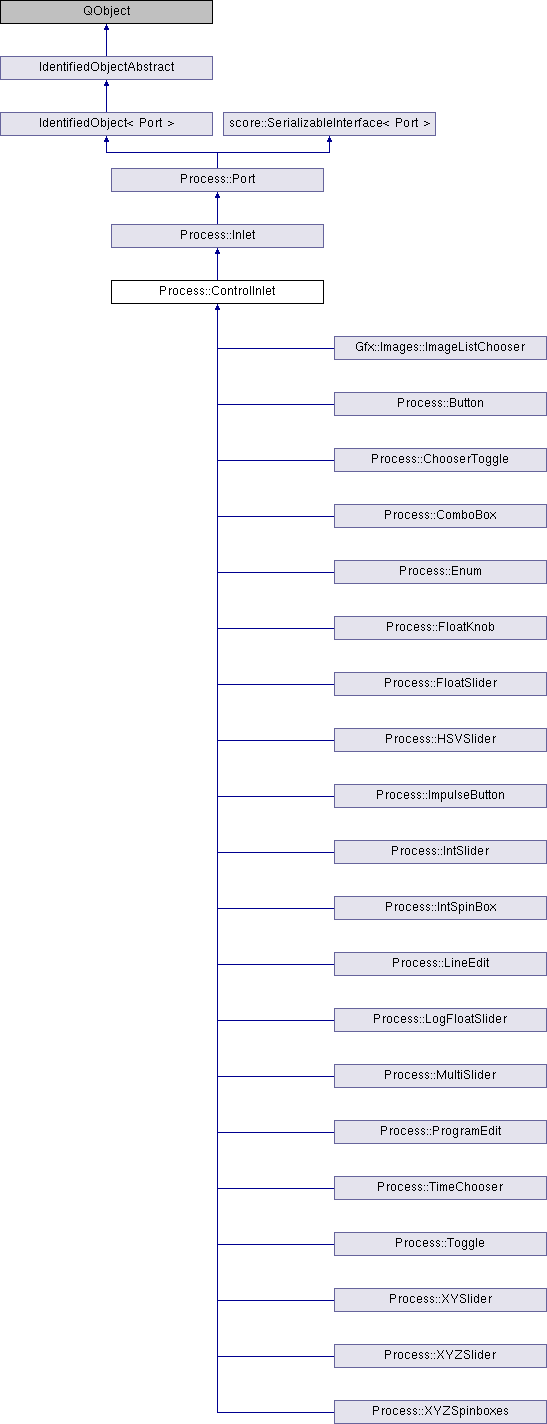 QObject
IdentifiedObjectAbstract
IdentifiedObject< Port >
score::SerializableInterface< Port >
Process::Port
Process::Inlet
Process::ControlInlet
Gfx::Images::ImageListChooser
Process::Button
Process::ChooserToggle
Process::ComboBox
Process::Enum
Process::FloatKnob
Process::FloatSlider
Process::HSVSlider
Process::ImpulseButton
Process::IntSlider
Process::IntSpinBox
Process::LineEdit
Process::LogFloatSlider
Process::MultiSlider
Process::ProgramEdit
Process::TimeChooser
Process::Toggle
Process::XYSlider
Process::XYZSlider
Process::XYZSpinboxes